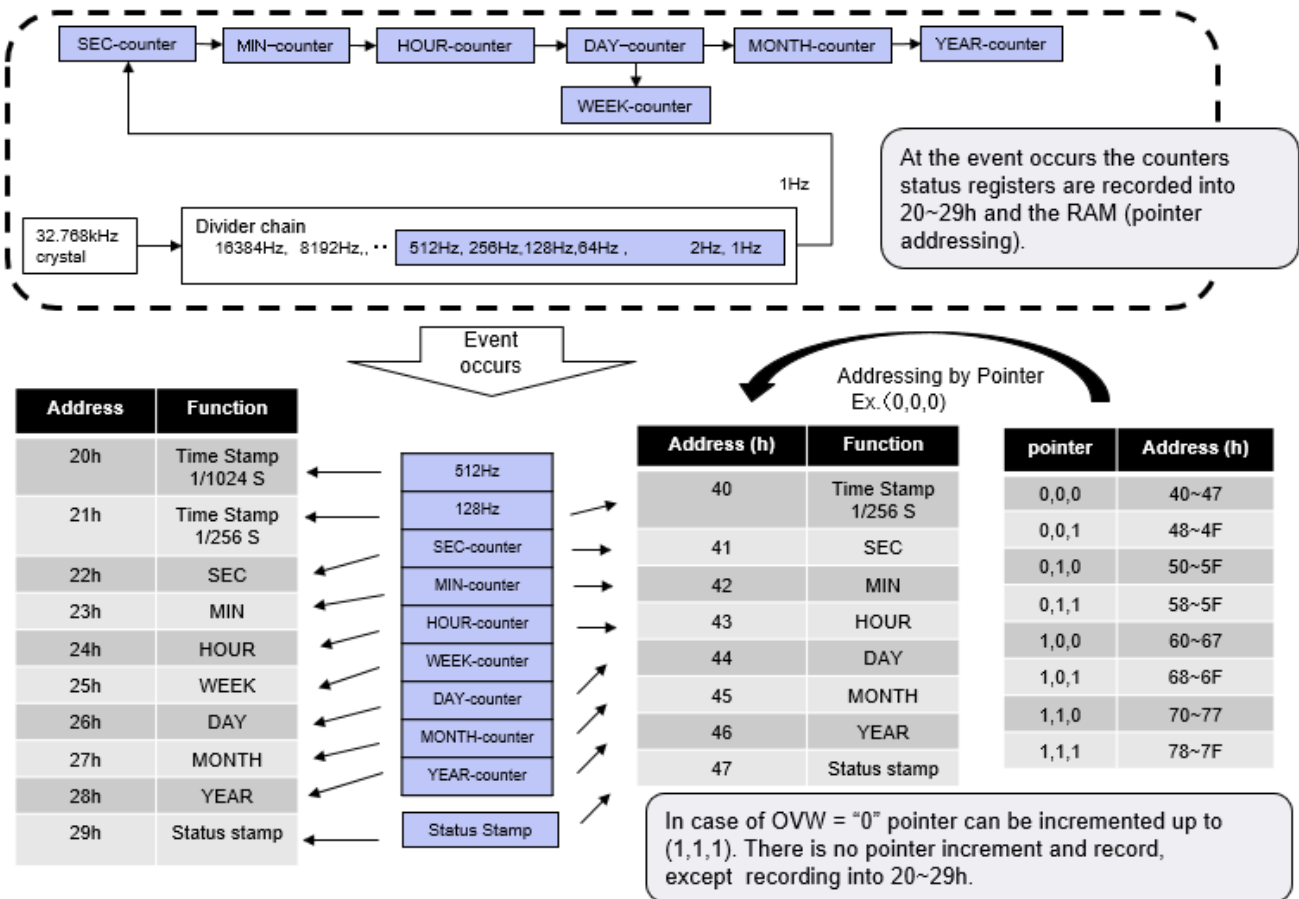 SEC-counter
MIN-counter
HOUR-counter
DAY-counter
MONTH-counter
YEAR-counter
WEEK-counter
At the event occurs the counters
status registers are recorded into
20~29h and the RAM (pointer
addressing).
1Hz
32.768kHz
crystal
Divider chain
16384Hz, 8192Hz,, ‥ 512Hz, 256Hz,128Hz,64Hz , 2Hz, 1Hz
Event
occurs
Addressing by Pointer
Ex.(0,0,0)
Address Function
20h Time Stamp
1/1024 S
21h Time Stamp
1/256 S
22h SEC
23h MIN
24h HOUR
25h WEEK
26h DAY
27h MONTH
28h YEAR
29h Status stamp
512Hz
128Hz
SEC-counter
MIN-counter
HOUR-counter
WEEK-counter
DAY-counter
MONTH-counter
YEAR-counter
Status Stamp
Address (h) Function
40 Time Stamp
1/256 S
41 SEC
42 MIN
43 HOUR
44 DAY
45 MONTH
46 YEAR
47 Status stamp
pointer Address (h)
0,0,0 40~47
0,0,1 48~4F
0,1,0 50~5F
0,1,1 58~5F
1,0,0 60~67
1,0,1 68~6F
1,1,0 70~77
1,1,1 78~7F
In case of OVW = “0” pointer can be incremented up to
(1,1,1). There is no pointer increment and record,
except recording into 20~29h.